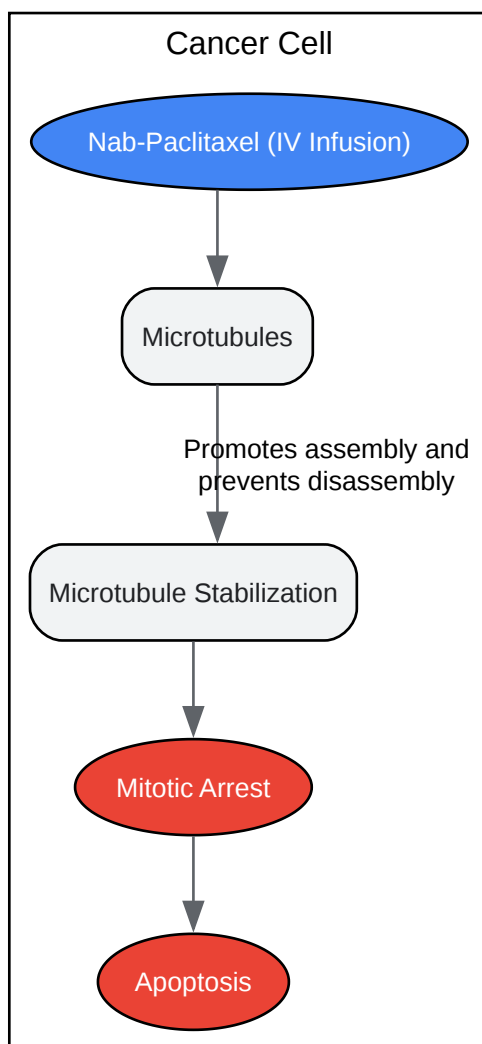 Cancer Cell
Nab-Paclitaxel (IV Infusion)
Microtubules
Promotes assembly and
prevents disassembly
Microtubule Stabilization
Mitotic Arrest
Apoptosis